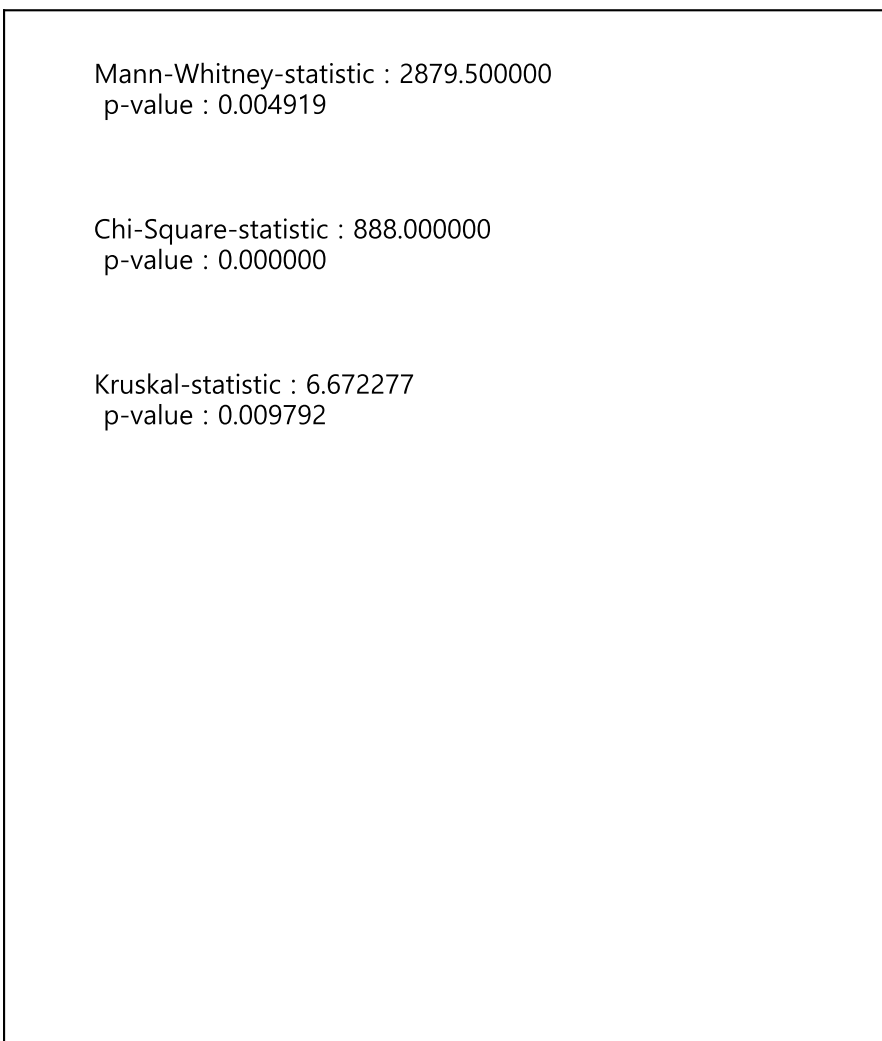 Mann-Whitney-statistic : 2879.500000
p-value : 0.004919
Chi-Square-statistic : 888.000000
p-value : 0.000000
Kruskal-statistic : 6.672277
p-value : 0.009792